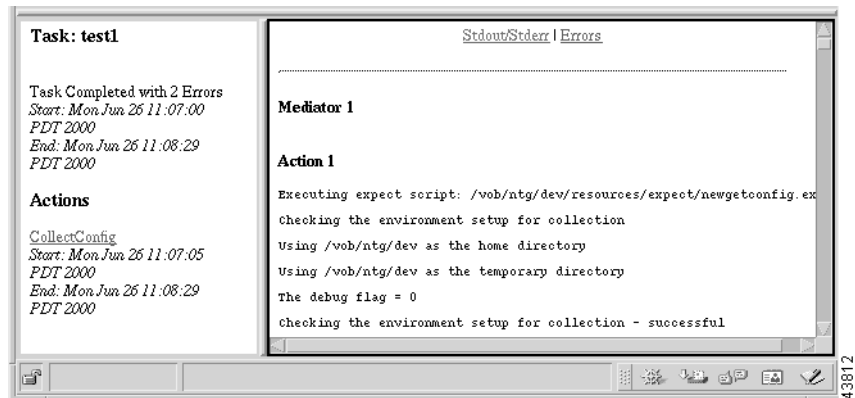 Task: test1
Task Completed with 2 Errors
Start: Mon Jun 26 11:07:00
PDT 2000
End: Mon Jun 26 11:08:29
PDT 2000
Actions
CollectConfig
Start: Mon Jun 26 11:07:05
PDT 2000
End: Mon Jun 26 11:08:29
PDT 2000
Stdout/Stderr | Errors
Mediator 1
Action 1
Executing expect script: /vob/ntg/dev/resources/expect/newgetconfig.ex
Checking the environment setup for collection
Using /vob/ntg/dev as the home directory
Using /vob/ntg/dev as the temporary directory
The debug flag = 0
Checking the environment setup for collection - successful
43812